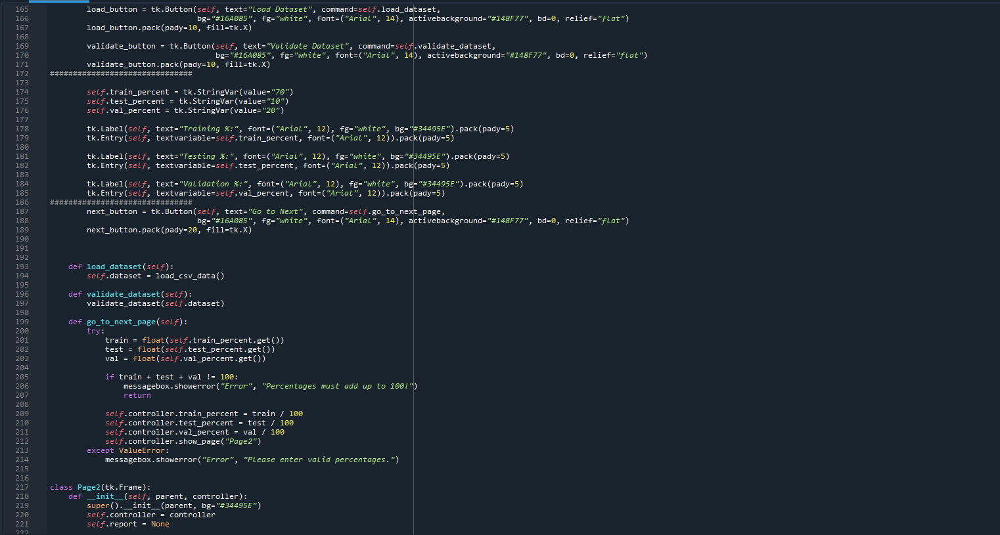 165 load_button = tk.Button(self, text="Load Dataset", command=self.load_dataset,
166 bg="#16A085", fg="white", font=("Arial", 14), activebackground="#148F77", bd=0, relief="flat")
167 load_button.pack(pady=10, fill=tk.X)
168
169 validate_button = tk.Button(self, text="Validate Dataset", command=self.validate_dataset,
170 bg="#16A085", fg="white", font=("Arial", 14), activebackground="#148F77", bd=0, relief="flat")
171 validate_button.pack(pady=10, fill=tk.X)
172 ###############################
173
174 self.train_percent = tk.StringVar(value="70")
175 self.test_percent = tk.StringVar(value="10")
176 self.val_percent = tk.StringVar(value="20")
177
178 tk.Label(self, text="Training %:", font=("Arial", 12), fg="white", bg="#34495E").pack(pady=5)
179 tk.Entry(self, textvariable=self.train_percent, font=("Arial", 12)).pack(pady=5)
180
181 tk.Label(self, text="Testing %:", font=("Arial", 12), fg="white", bg="#34495E").pack(pady=5)
182 tk.Entry(self, textvariable=self.test_percent, font=("Arial", 12)).pack(pady=5)
183
184 tk.Label(self, text="Validation %:", font=("Arial", 12), fg="white", bg="#34495E").pack(pady=5)
185 tk.Entry(self, textvariable=self.val_percent, font=("Arial", 12)).pack(pady=5)
186 ###############################
187 next_button = tk.Button(self, text="Go to Next", command=self.go_to_next_page,
188 bg="#16A085", fg="white", font=("Arial", 14), activebackground="#148F77", bd=0, relief="flat")
189 next_button.pack(pady=20, fill=tk.X)
190
191
192
193 def load_dataset(self):
194 self.dataset = load_csv_data()
195
196 def validate_dataset(self):
197 validate_dataset(self.dataset)
198
199 def go_to_next_page(self):
200 try:
201 train = float(self.train_percent.get())
202 test = float(self.test_percent.get())
203 val = float(self.val_percent.get())
204
205 if train + test + val != 100:
206 messagebox.showerror("Error", "Percentages must add up to 100!")
207 return
208
209 self.controller.train_percent = train / 100
210 self.controller.test_percent = test / 100
211 self.controller.val_percent = val / 100
212 self.controller.show_page("Page2")
213 except ValueError:
214 messagebox.showerror("Error", "Please enter valid percentages.")
215
216
217 class Page2(tk.Frame):
218 def __init__(self, parent, controller):
219 super().__init__(parent, bg="#34495E")
220 self.controller = controller
221 self.report = None
222